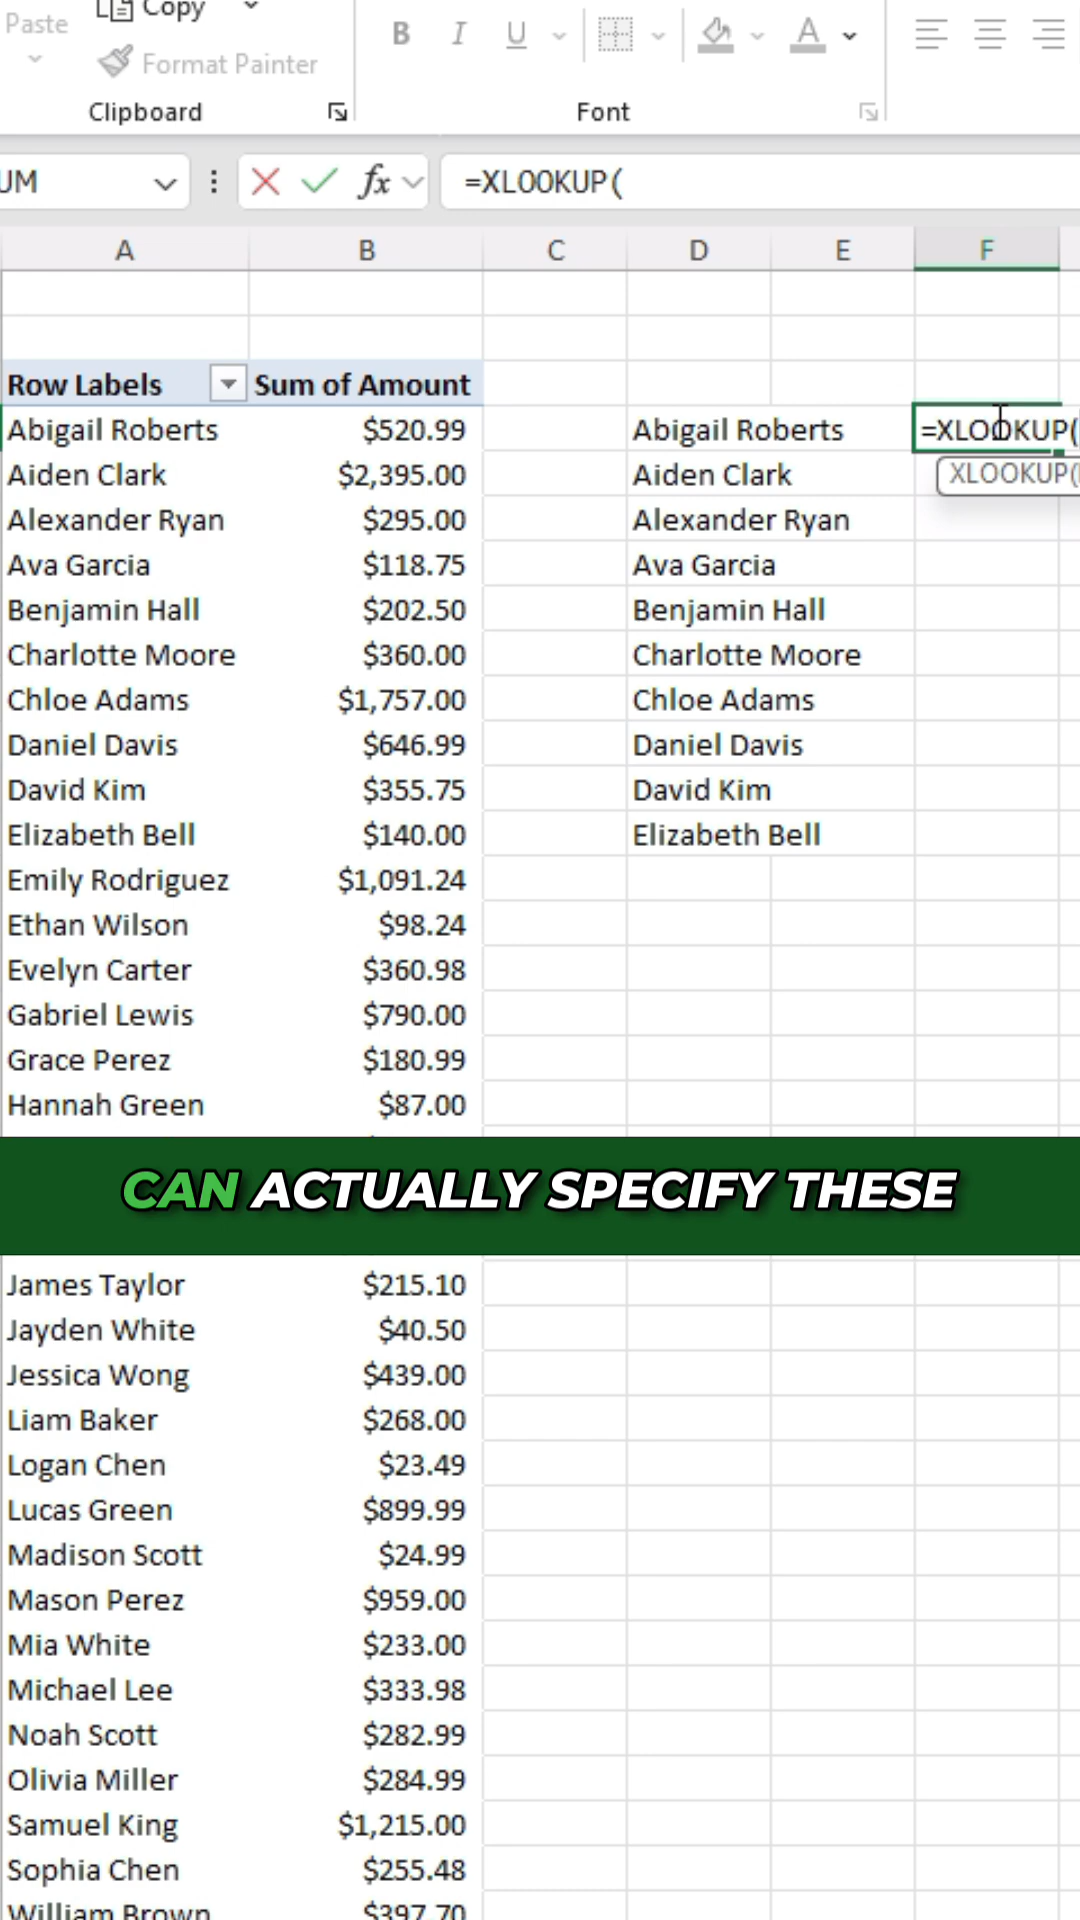 Paste
Copy
Format Painter
Clipboard
B I U
A
Font
UM
fx
=XLOOKUP(
A B C D E F
Row Labels Sum of Amount
Abigail Roberts $520.99 Abigail Roberts =XLOOKUP(
Aiden Clark $2,395.00 Aiden Clark XLOOKUP(
Alexander Ryan $295.00 Alexander Ryan
Ava Garcia $118.75 Ava Garcia
Benjamin Hall $202.50 Benjamin Hall
Charlotte Moore $360.00 Charlotte Moore
Chloe Adams $1,757.00 Chloe Adams
Daniel Davis $646.99 Daniel Davis
David Kim $355.75 David Kim
Elizabeth Bell $140.00 Elizabeth Bell
Emily Rodriguez $1,091.24
Ethan Wilson $98.24
Evelyn Carter $360.98
Gabriel Lewis $790.00
Grace Perez $180.99
Hannah Green $87.00
CAN ACTUALLY SPECIFY THESE
James Taylor $215.10
Jayden White $40.50
Jessica Wong $439.00
Liam Baker $268.00
Logan Chen $23.49
Lucas Green $899.99
Madison Scott $24.99
Mason Perez $959.00
Mia White $233.00
Michael Lee $333.98
Noah Scott $282.99
Olivia Miller $284.99
Samuel King $1,215.00
Sophia Chen $255.48
William Brown $397.70